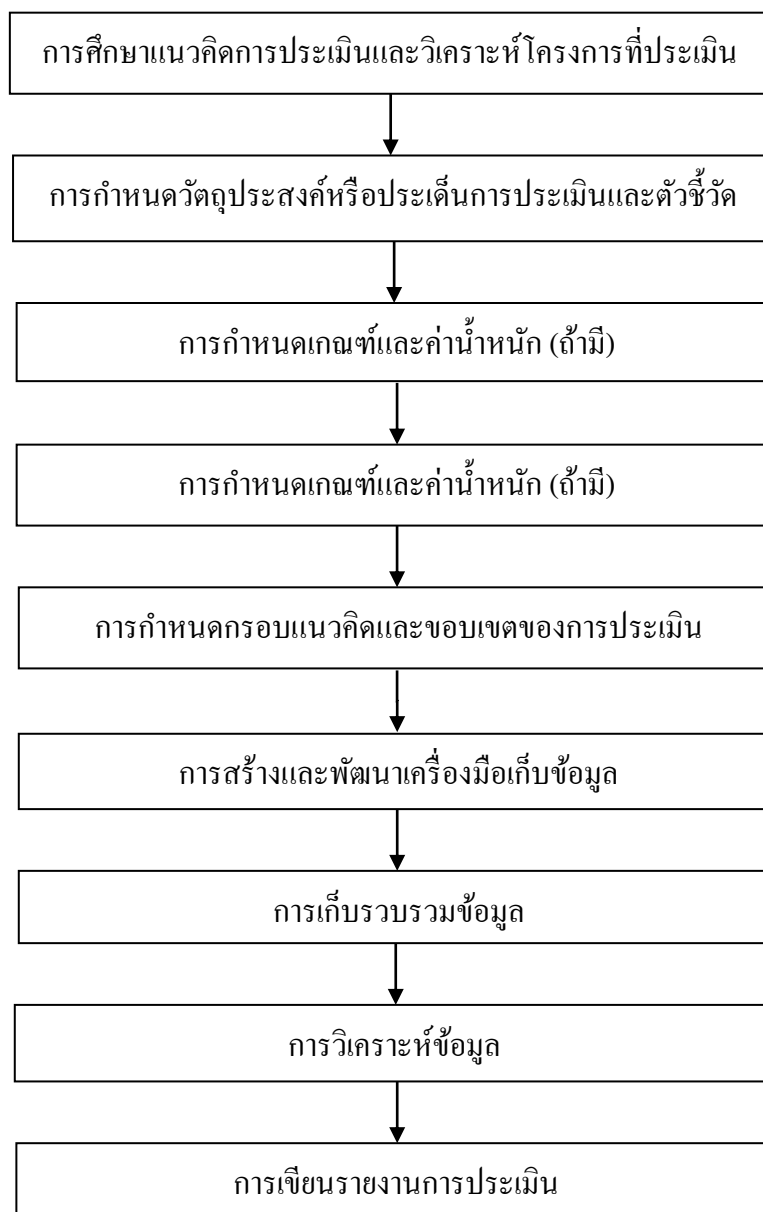 การศึกษาแนวคิดการประเมินและวิเคราะห์โครงการที่ประเมิน
การกำหนดวัตถุประสงค์หรือประเด็นการประเมินและตัวชี้วัด
การกำหนดเกณฑ์และค่าน้ำหนัก (ถ้ามี)
การกำหนดเกณฑ์และค่าน้ำหนัก (ถ้ามี)
การกำหนดกรอบแนวคิดและขอบเขตของการประเมิน
การสร้างและพัฒนาเครื่องมือเก็บข้อมูล
การเก็บรวบรวมข้อมูล
การวิเคราะห์ข้อมูล
การเขียนรายงานการประเมิน